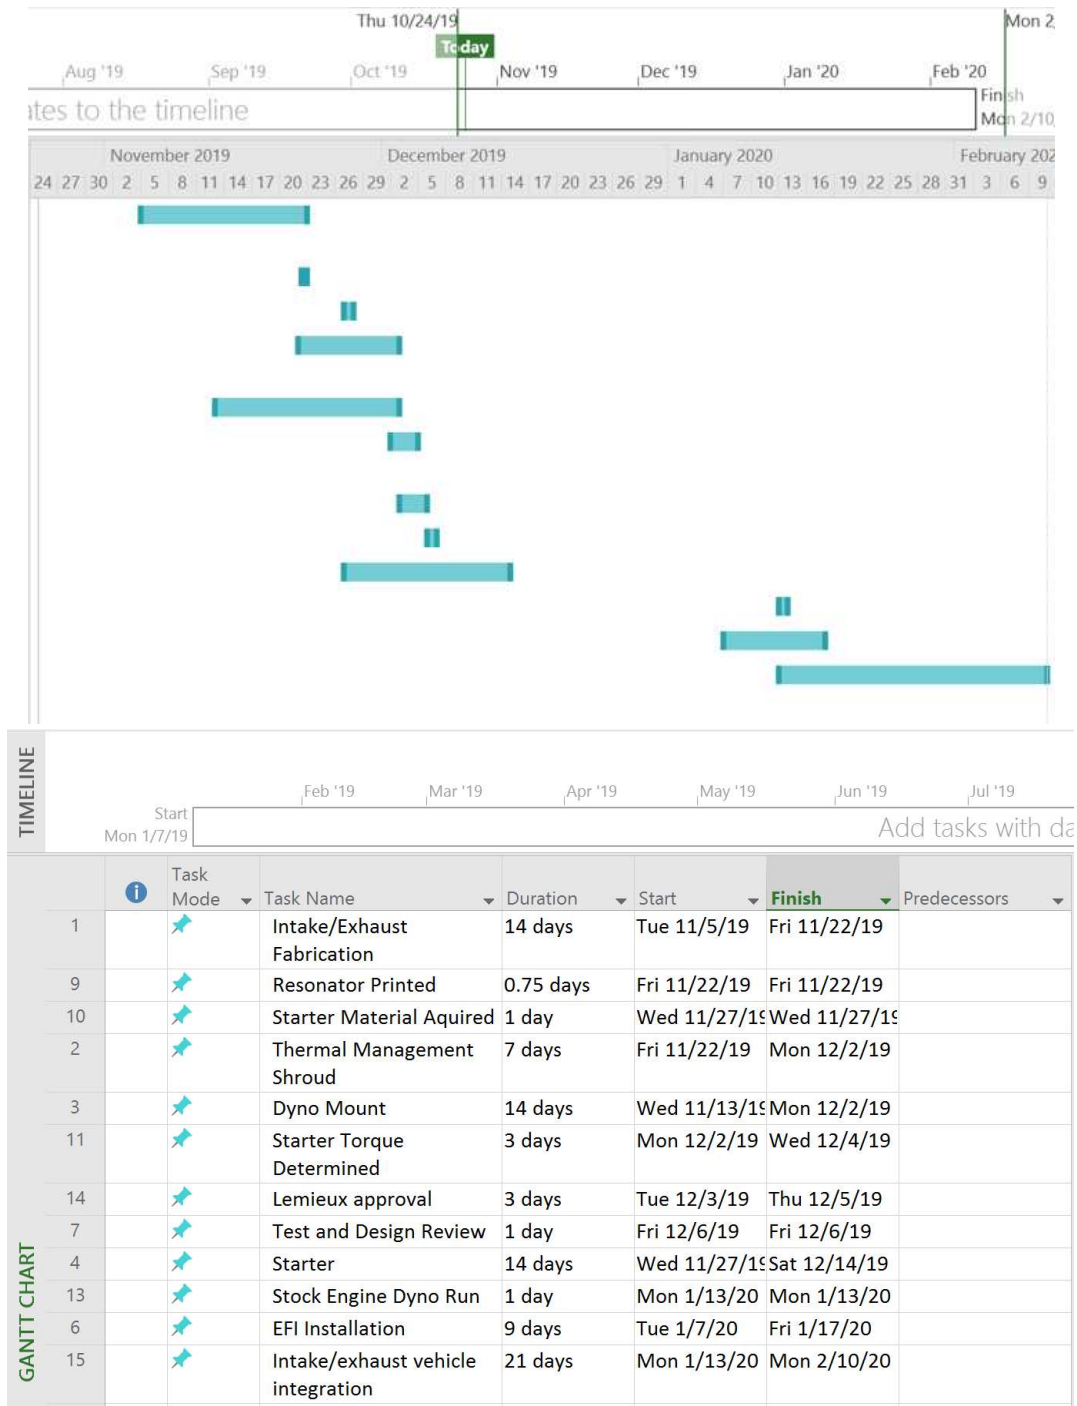 Thu 10/24/19
Mon 2
Today
Aug '19 Sep '19 Oct '19 Nov '19 Dec '19 Jan '20 Feb '20
ates to the timeline
Finish
Mon 2/10
November 2019 December 2019 January 2020 February 202
24 27 30 2 5 8 11 14 17 20 23 26 29 2 5 8 11 14 17 20 23 26 29 1 4 7 10 13 16 19 22 25 28 31 3 6 9
TIMELINE
Feb '19 Mar '19 Apr '19 May '19 Jun '19 Jul '19
Start
Mon 1/7/19
Add tasks with da
GANTT CHART
Task
Mode Task Name Duration Start Finish Predecessors
1 Intake/Exhaust 14 days Tue 11/5/19 Fri 11/22/19
Fabrication
9 Resonator Printed 0.75 days Fri 11/22/19 Fri 11/22/19
10 Starter Material Aquired 1 day Wed 11/27/19 Wed 11/27/19
2 Thermal Management 7 days Fri 11/22/19 Mon 12/2/19
Shroud
3 Dyno Mount 14 days Wed 11/13/19 Mon 12/2/19
11 Starter Torque 3 days Mon 12/2/19 Wed 12/4/19
Determined
14 Lemieux approval 3 days Tue 12/3/19 Thu 12/5/19
7 Test and Design Review 1 day Fri 12/6/19 Fri 12/6/19
4 Starter 14 days Wed 11/27/19 Sat 12/14/19
13 Stock Engine Dyno Run 1 day Mon 1/13/20 Mon 1/13/20
6 EFI Installation 9 days Tue 1/7/20 Fri 1/17/20
15 Intake/exhaust vehicle 21 days Mon 1/13/20 Mon 2/10/20
integration